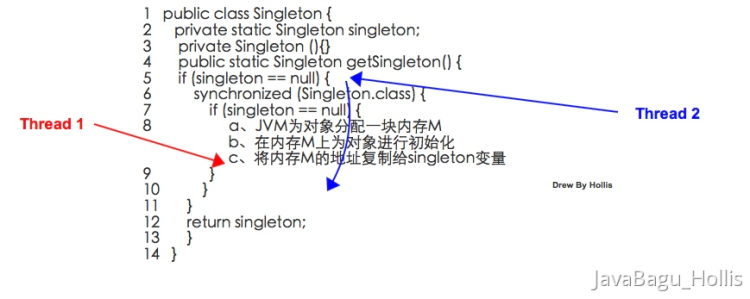 1 public class Singleton {
2 private static Singleton singleton;
3 private Singleton (){}
4 public static Singleton getSingleton() {
5 if (singleton == null) {
6 synchronized (Singleton.class) {
7 if (singleton == null) {
8 a、JVM为对象分配一块内存M
b、在内存M上为对象进行初始化
c、将内存M的地址复制给singleton变量
9 }
10 }
11 }
12 return singleton;
13 }
14 }
Thread 1
Thread 2
Drew By Hollis
JavaBagu_Hollis